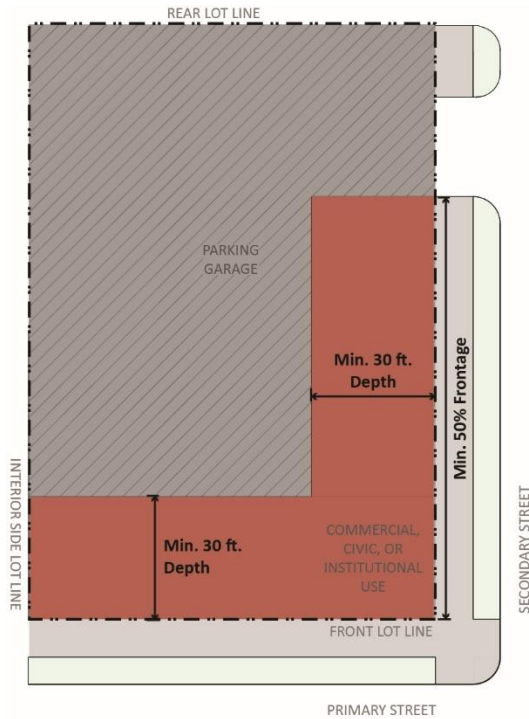 REAR LOT LINE
PARKING
GARAGE
Min. 30 ft.
Depth
Min. 50% Frontage
INTERIOR SIDE LOT LINE
SECONDARY STREET
Min. 30 ft.
Depth
COMMERCIAL,
CIVIC, OR
INSTITUTIONAL
USE
FRONT LOT LINE
PRIMARY STREET